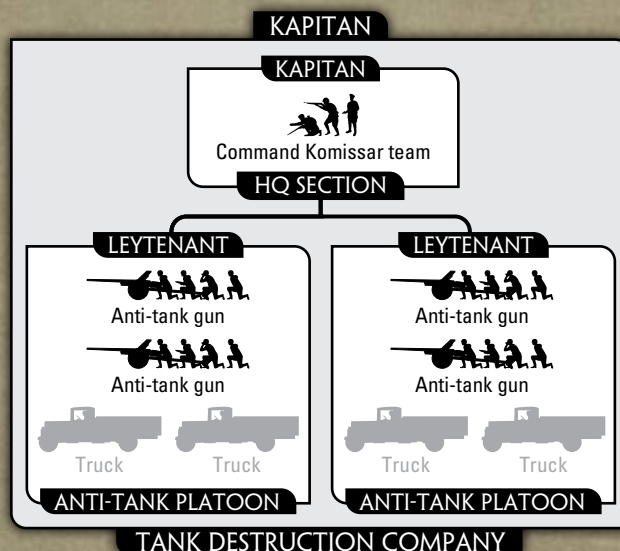 KAPITAN
KAPITAN
Command Komissar team
HQ SECTION
LEYTENANT
Anti-tank gun
Anti-tank gun
Truck Truck
ANTI-TANK PLATOON
LEYTENANT
Anti-tank gun
Anti-tank gun
Truck Truck
ANTI-TANK PLATOON
TANK DESTRUCTION COMPANY